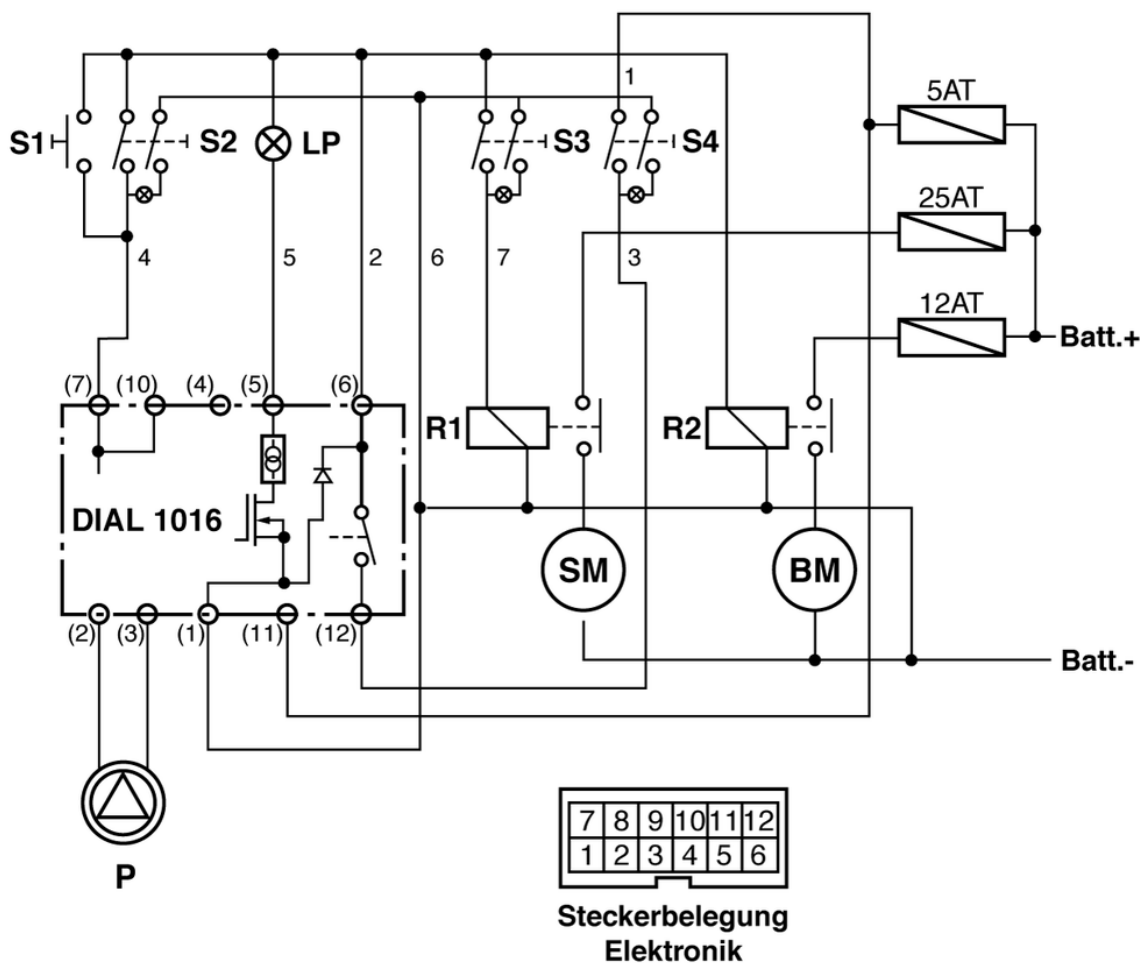 1
5AT
S1
S2
LP
S3
S4
25AT
4
5
2
6
7
3
12AT
Batt.+
(7)
(10)
(4)
(5)
(6)
R1
R2
DIAL 1016
SM
BM
(2)
(3)
(1)
(11)
(12)
Batt.-
P
7 8 9 10 11 12
1 2 3 4 5 6
Steckerbelegung
Elektronik